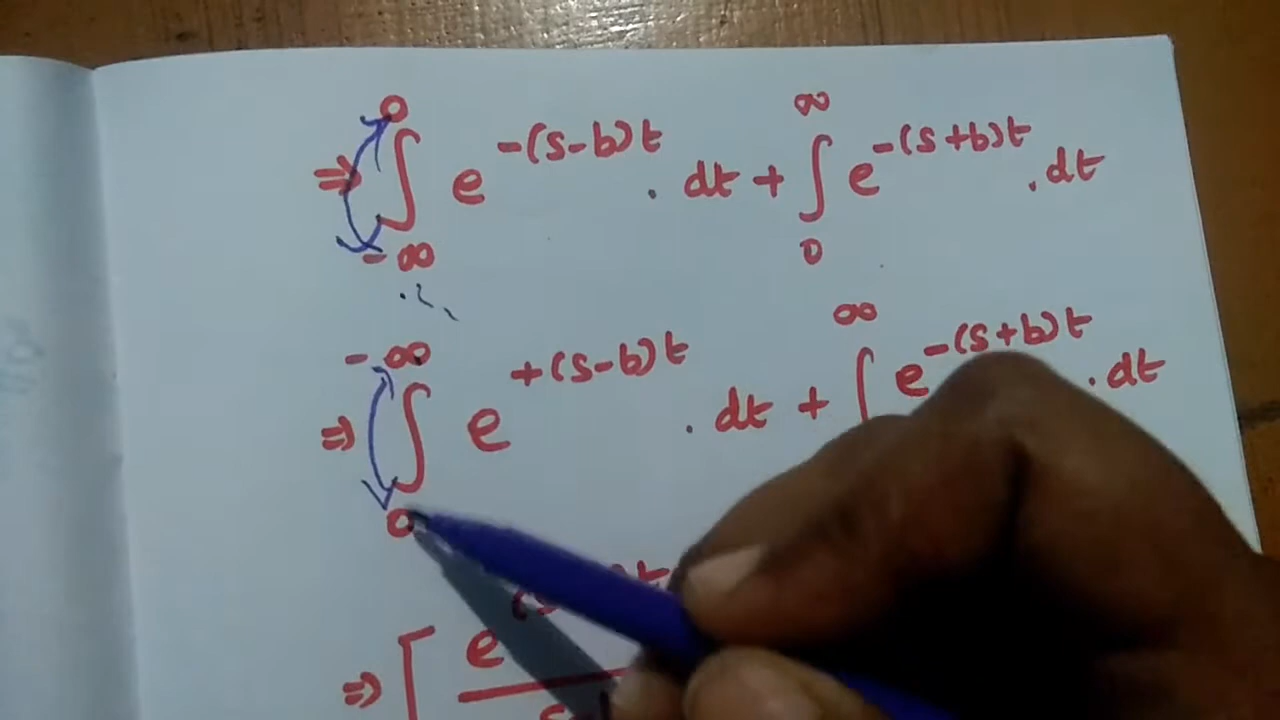 ⇒ ∫_{-∞}^{0} e^{-(s-b)t} . dt + ∫_{0}^{∞} e^{-(s+b)t} . dt
⇒ ∫_{0}^{-∞} e^{+(s-b)t} . dt + ∫^{∞} e^{-(s+b)t} . dt
⇒ [ e